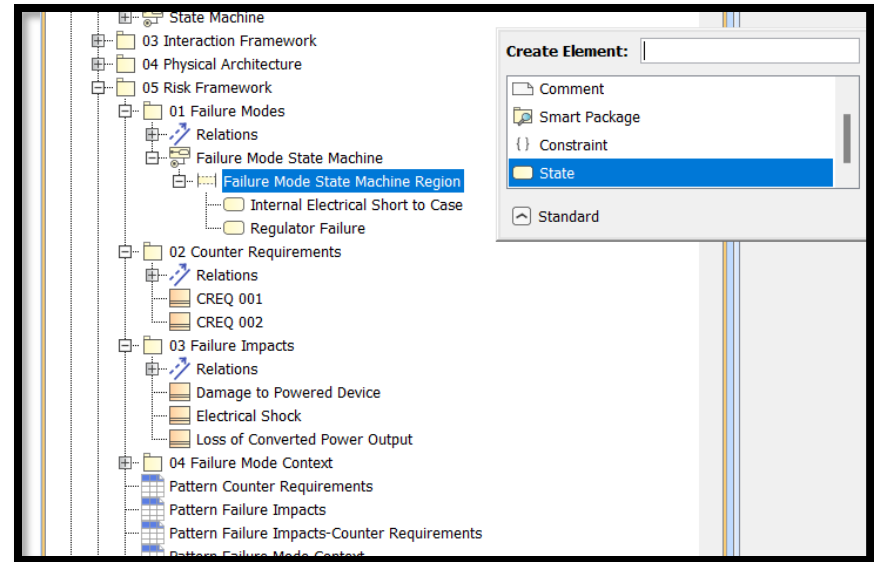 State Machine
03 Interaction Framework
04 Physical Architecture
05 Risk Framework
01 Failure Modes
Relations
Failure Mode State Machine
Failure Mode State Machine Region
Internal Electrical Short to Case
Regulator Failure
02 Counter Requirements
Relations
CREQ 001
CREQ 002
03 Failure Impacts
Relations
Damage to Powered Device
Electrical Shock
Loss of Converted Power Output
04 Failure Mode Context
Pattern Counter Requirements
Pattern Failure Impacts
Pattern Failure Impacts-Counter Requirements
Pattern Failure Mode Context
Create Element:
Comment
Smart Package
{ } Constraint
State
Standard